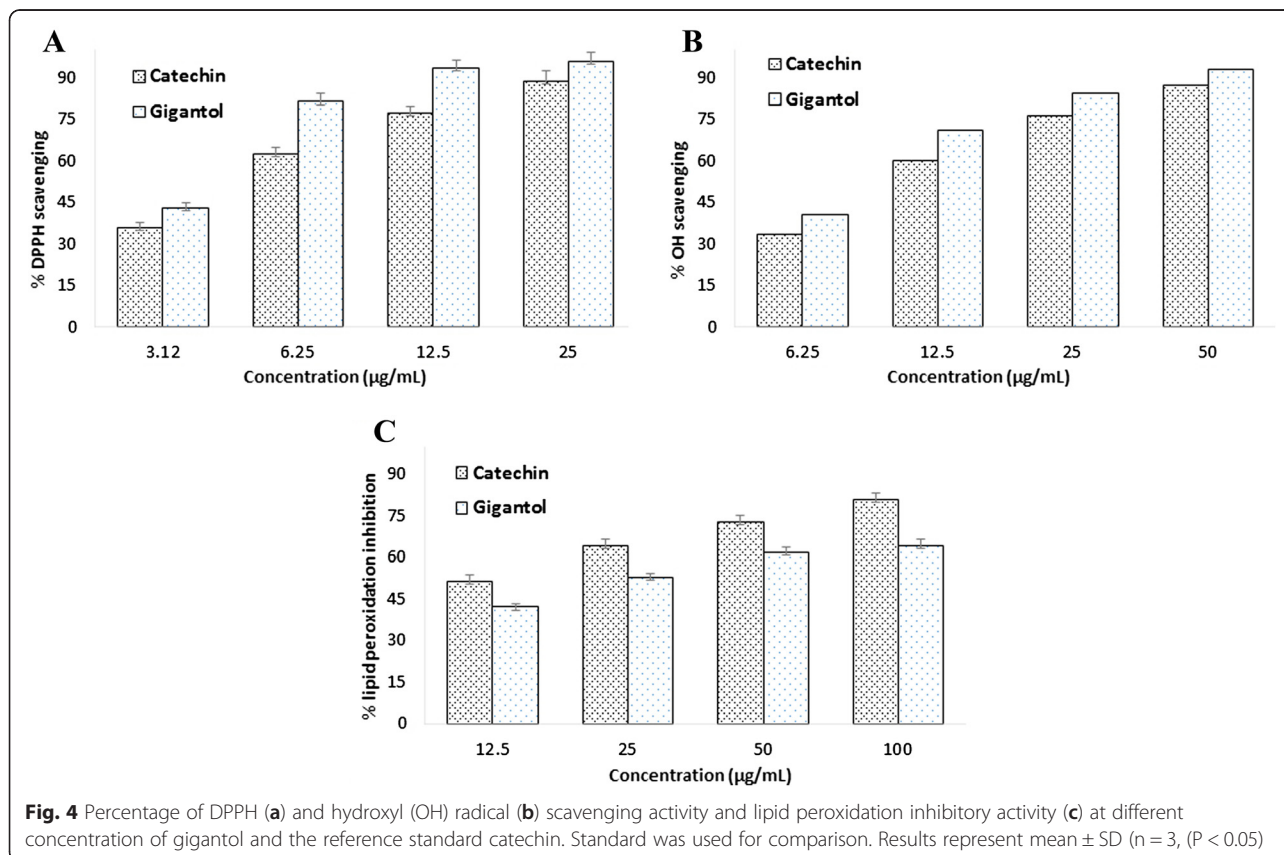 A
% DPPH scavenging
90
75
60
45
30
15
0
Catechin
Gigantol
3.12 6.25 12.5 25
Concentration (µg/mL)
B
% OH scavenging
90
75
60
45
30
15
0
Catechin
Gigantol
6.25 12.5 25 50
Concentration (µg/mL)
C
% lipid peroxidation inhibition
90
75
60
45
30
15
0
Catechin
Gigantol
12.5 25 50 100
Concentration (µg/mL)
Fig. 4 Percentage of DPPH (a) and hydroxyl (OH) radical (b) scavenging activity and lipid peroxidation inhibitory activity (c) at different
concentration of gigantol and the reference standard catechin. Standard was used for comparison. Results represent mean ± SD (n = 3, (P < 0.05)